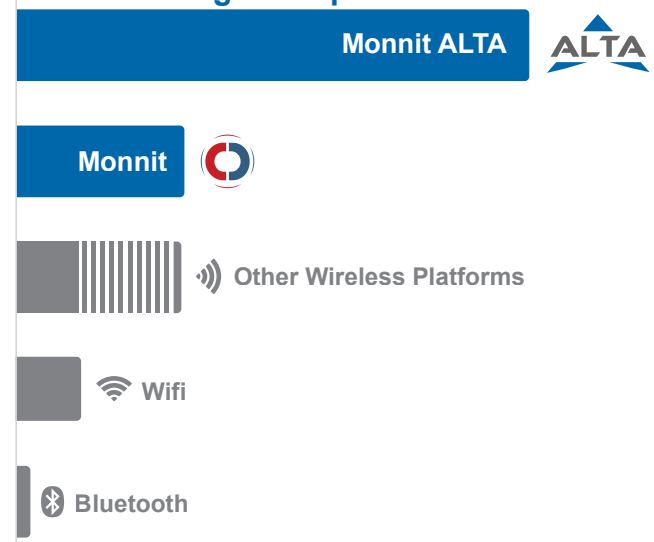 Monnit ALTA
ALTA
Monnit
Other Wireless Platforms
Wifi
Bluetooth